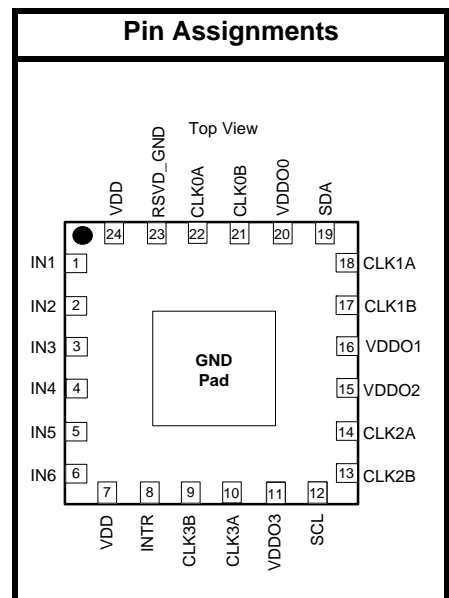 Pin Assignments
Top View
VDD
RSVD_GND
CLK0A
CLK0B
VDDO0
SDA
24 23 22 21 20 19
IN1 1
IN2 2
IN3 3
IN4 4
IN5 5
IN6 6
GND
Pad
18 CLK1A
17 CLK1B
16 VDDO1
15 VDDO2
14 CLK2A
13 CLK2B
7 8 9 10 11 12
VDD
INTR
CLK3B
CLK3A
VDDO3
SCL